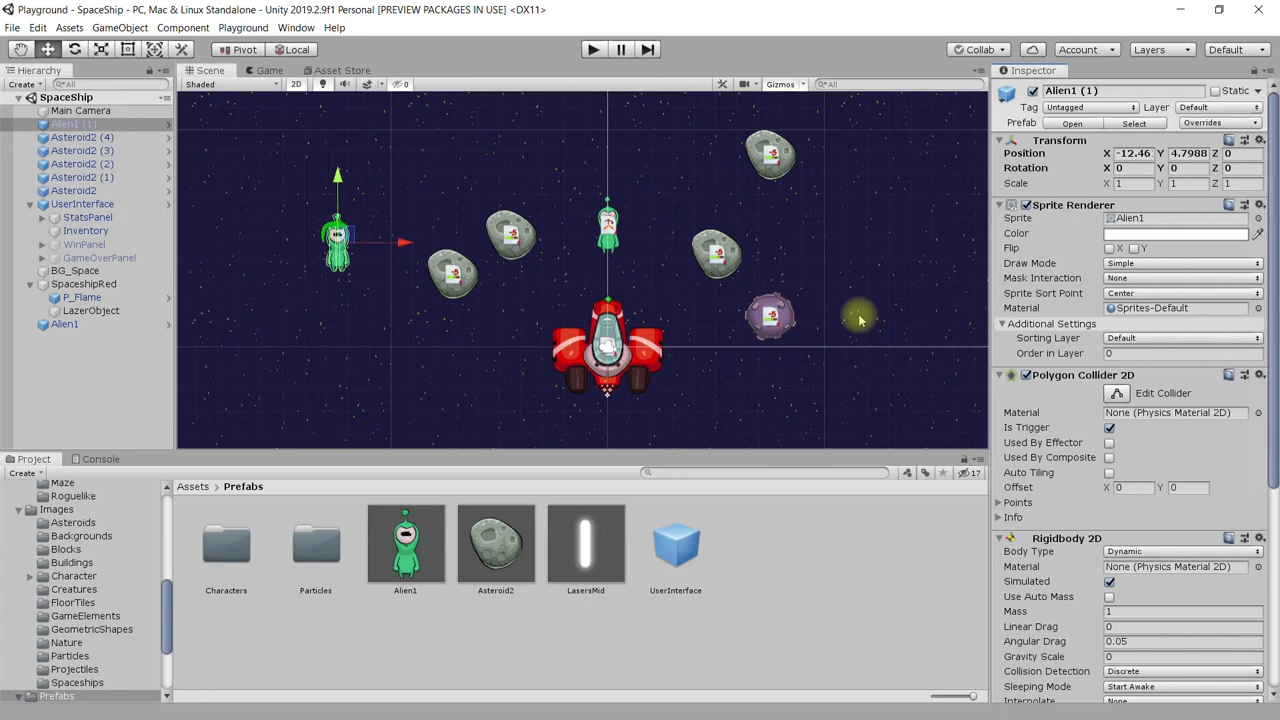 Playground - SpaceShip - PC, Mac & Linux Standalone - Unity 2019.2.9f1 Personal [PREVIEW PACKAGES IN USE] <DX11>
File Edit Assets GameObject Component Playground Window Help
Pivot Local Collab Account Layers Default
Hierarchy
Create All
SpaceShip
Main Camera
Alien1 (1)
Asteroid2 (4)
Asteroid2 (3)
Asteroid2 (2)
Asteroid2 (1)
Asteroid2
UserInterface
StatsPanel
Inventory
WinPanel
GameOverPanel
BG_Space
SpaceshipRed
P_Flame
LazerObject
Alien1
Scene Game Asset Store
Shaded 2D 0 Gizmos All
-5
-5
-5
-5
-5
Inspector
Alien1 (1) Static
Tag Untagged Layer Default
Prefab Open Select Overrides
Transform
Position X -12.46 Y 4.7988 Z 0
Rotation X 0 Y 0 Z 0
Scale X 1 Y 1 Z 1
Sprite Renderer
Sprite Alien1
Color
Flip X Y
Draw Mode Simple
Mask Interaction None
Sprite Sort Point Center
Material Sprites-Default
Additional Settings
Sorting Layer Default
Order in Layer 0
Polygon Collider 2D
Edit Collider
Material None (Physics Material 2D)
Is Trigger
Used By Effector
Used By Composite
Auto Tiling
Offset X 0 Y 0
Points
Info
Rigidbody 2D
Body Type Dynamic
Material None (Physics Material 2D)
Simulated
Use Auto Mass
Mass 1
Linear Drag 0
Angular Drag 0.05
Gravity Scale 0
Collision Detection Discrete
Sleeping Mode Start Awake
Interpolate None
Project Console
Create 17
Maze
Roguelike
Images
Asteroids
Backgrounds
Blocks
Buildings
Character
Creatures
FloorTiles
GameElements
GeometricShapes
Nature
Particles
Projectiles
Spaceships
Prefabs
Assets > Prefabs
Characters Particles Alien1 Asteroid2 LasersMid UserInterface